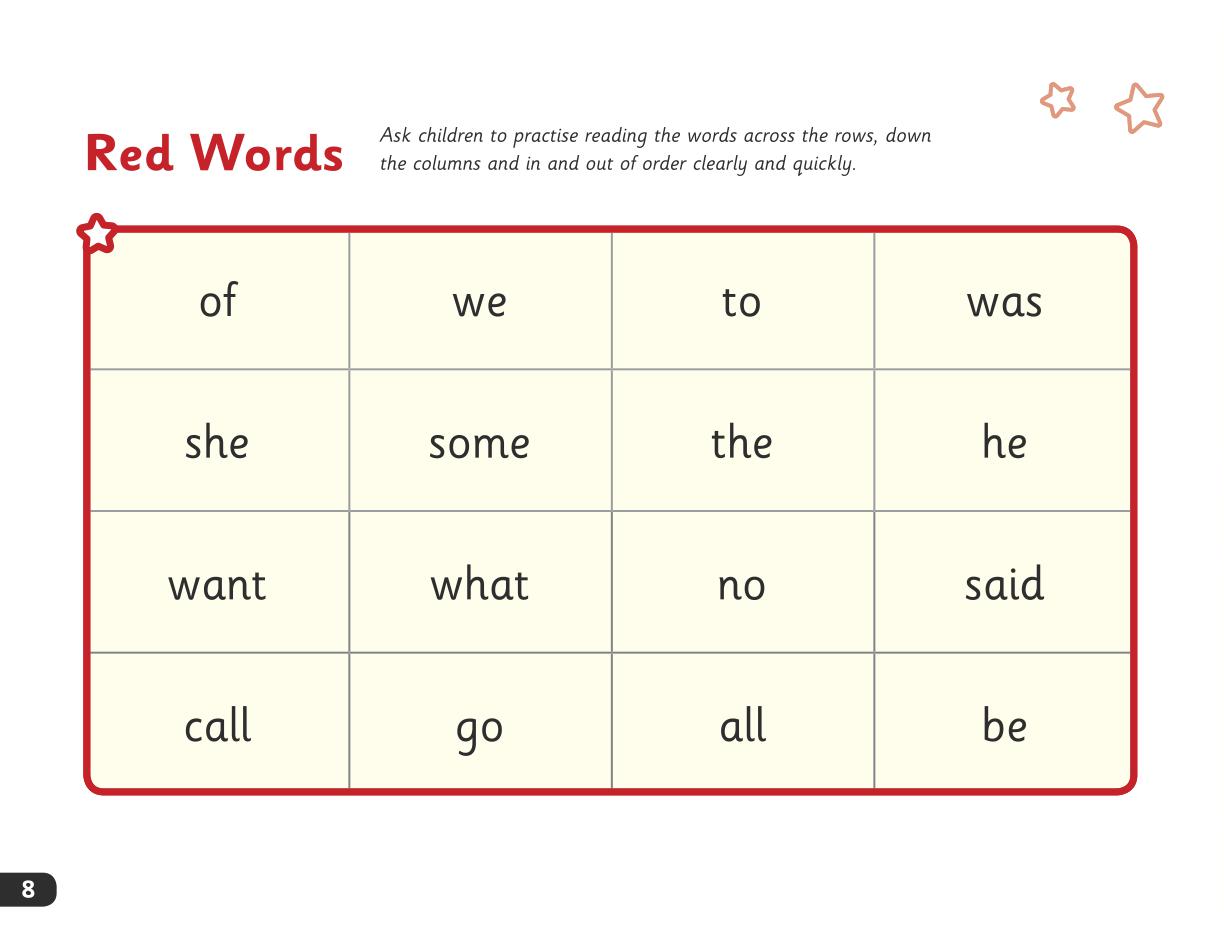 Red Words
Ask children to practise reading the words across the rows, down
the columns and in and out of order clearly and quickly.
of we to was
she some the he
want what no said
call go all be
8